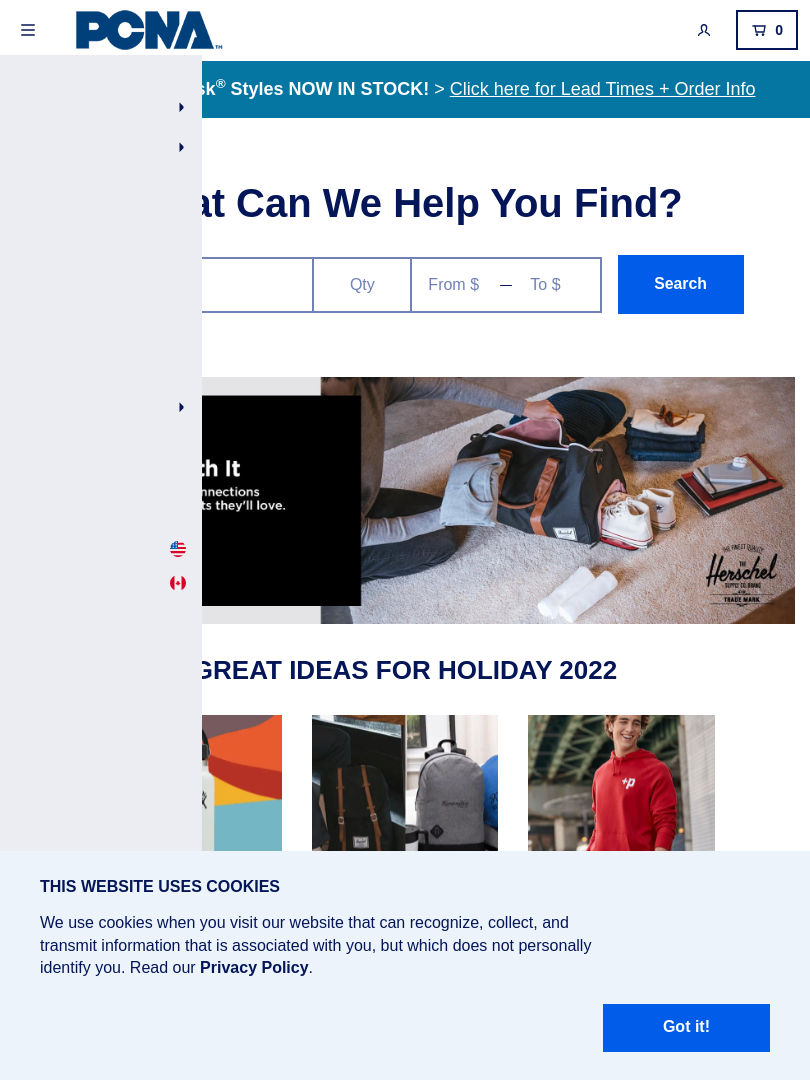 PCNA™
0
sk® Styles NOW IN STOCK! > Click here for Lead Times + Order Info
at Can We Help You Find?
Qty
From $ — To $
Search
th It
nnections
ts they'll love.
THE FINEST QUALITY
THE
Herschel
SUPPLY CO. BRAND
TRADE MARK
GREAT IDEAS FOR HOLIDAY 2022
THIS WEBSITE USES COOKIES
We use cookies when you visit our website that can recognize, collect, and
transmit information that is associated with you, but which does not personally
identify you. Read our Privacy Policy.
Got it!